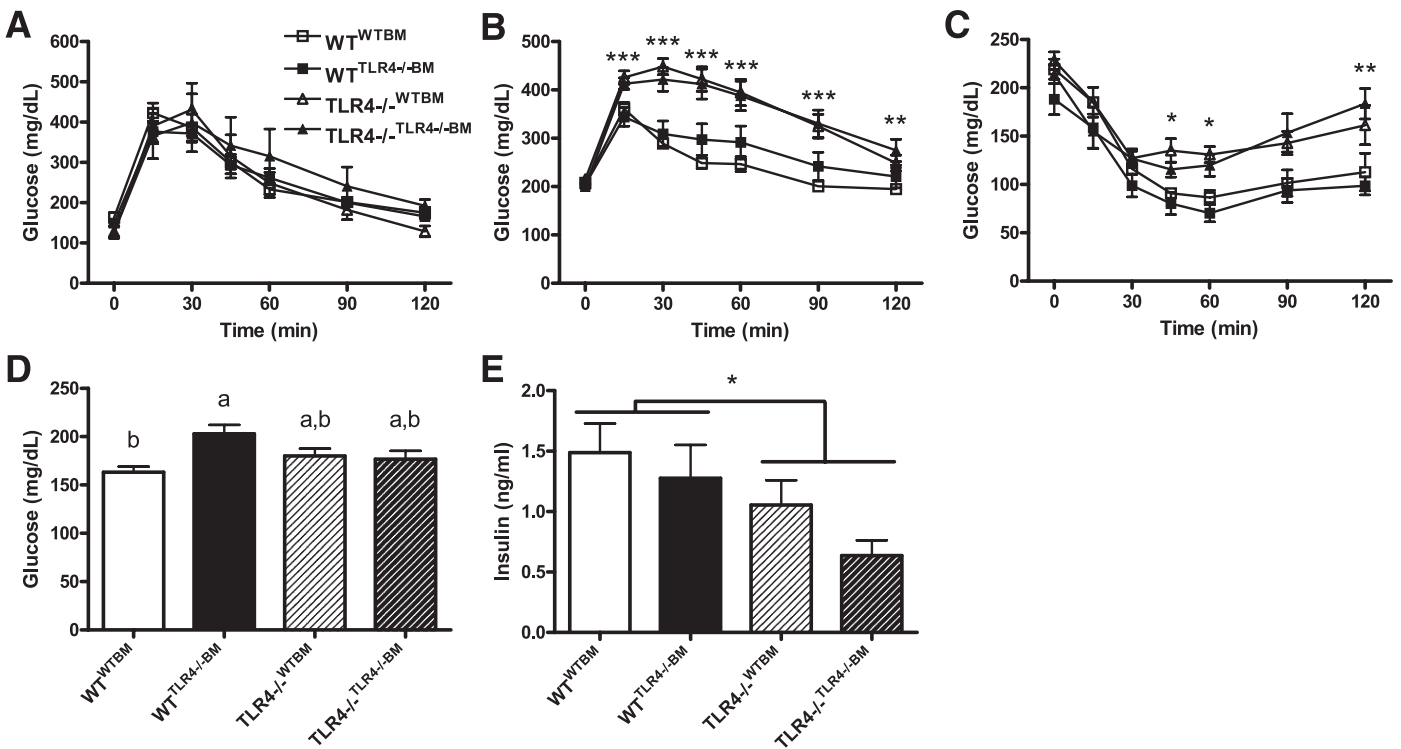 A
Glucose (mg/dL)
600
500
400
300
200
100
0
0 30 60 90 120
Time (min)
WT^WTBM
WT^TLR4-/-BM
TLR4-/-^WTBM
TLR4-/-^TLR4-/-BM
B
Glucose (mg/dL)
500
400
300
200
100
0
*** *** *** *** *** **
0 30 60 90 120
Time (min)
C
Glucose (mg/dL)
250
200
150
100
50
0
* * **
0 30 60 90 120
Time (min)
D
Glucose (mg/dL)
250
200
150
100
50
0
b a a,b a,b
WT^WTBM
WT^TLR4-/-BM
TLR4-/-^WTBM
TLR4-/-^TLR4-/-BM
E
Insulin (ng/ml)
2.0
1.5
1.0
0.5
0.0
*
WT^WTBM
WT^TLR4-/-BM
TLR4-/-^WTBM
TLR4-/-^TLR4-/-BM